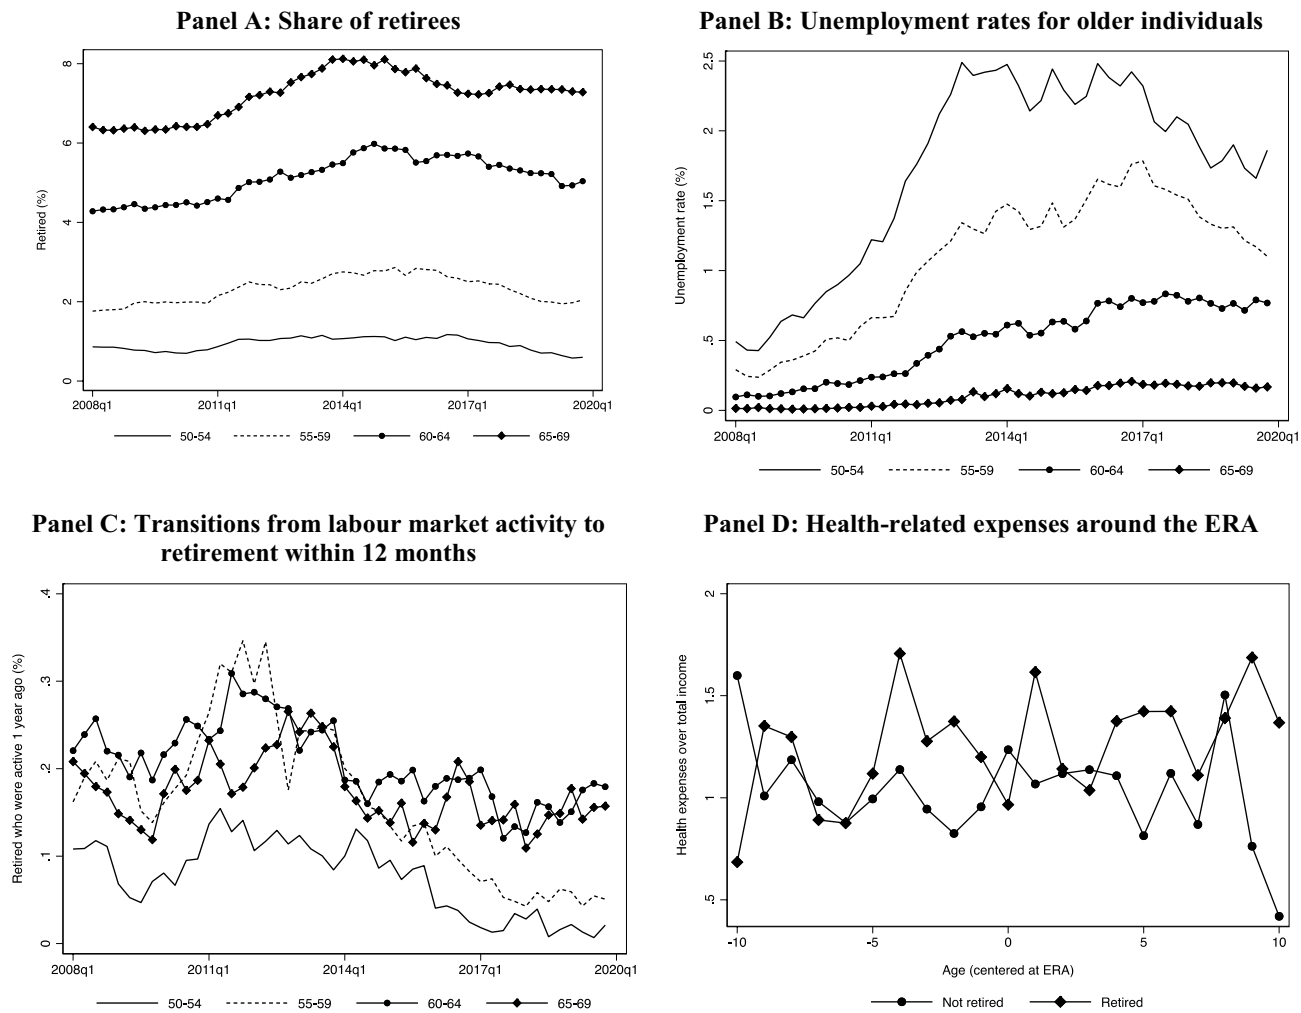 Panel A: Share of retirees
Retired (%)
8
6
4
2
0
2008q1 2011q1 2014q1 2017q1 2020q1
50-54 55-59 60-64 65-69
Panel B: Unemployment rates for older individuals
Unemployment rate (%)
2.5
2
1.5
1
.5
0
2008q1 2011q1 2014q1 2017q1 2020q1
50-54 55-59 60-64 65-69
Panel C: Transitions from labour market activity to
retirement within 12 months
Retired who were active 1 year ago (%)
.4
.3
.2
.1
0
2008q1 2011q1 2014q1 2017q1 2020q1
50-54 55-59 60-64 65-69
Panel D: Health-related expenses around the ERA
Health expenses over total income
2
1.5
1
.5
-10 -5 0 5 10
Age (centered at ERA)
Not retired Retired